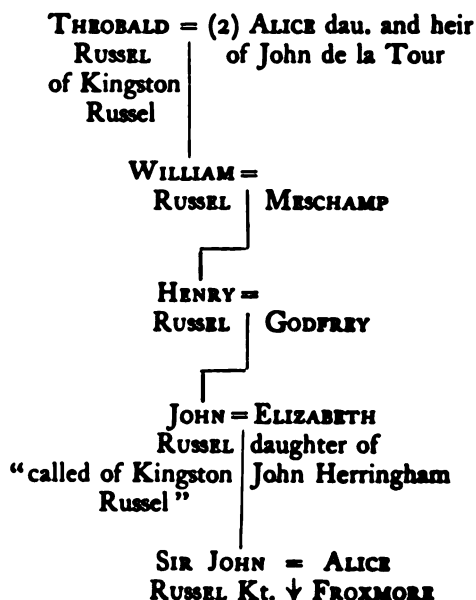 THEOBALD = (2) ALICE dau. and heir
RUSSEL of John de la Tour
of Kingston
Russel
WILLIAM =
RUSSEL MESCHAMP
HENRY =
RUSSEL GODFREY
JOHN = ELIZABETH
RUSSEL daughter of
“called of Kingston John Herringham
Russel”
SIR JOHN = ALICE
RUSSEL KT. ↓ FROXMORE